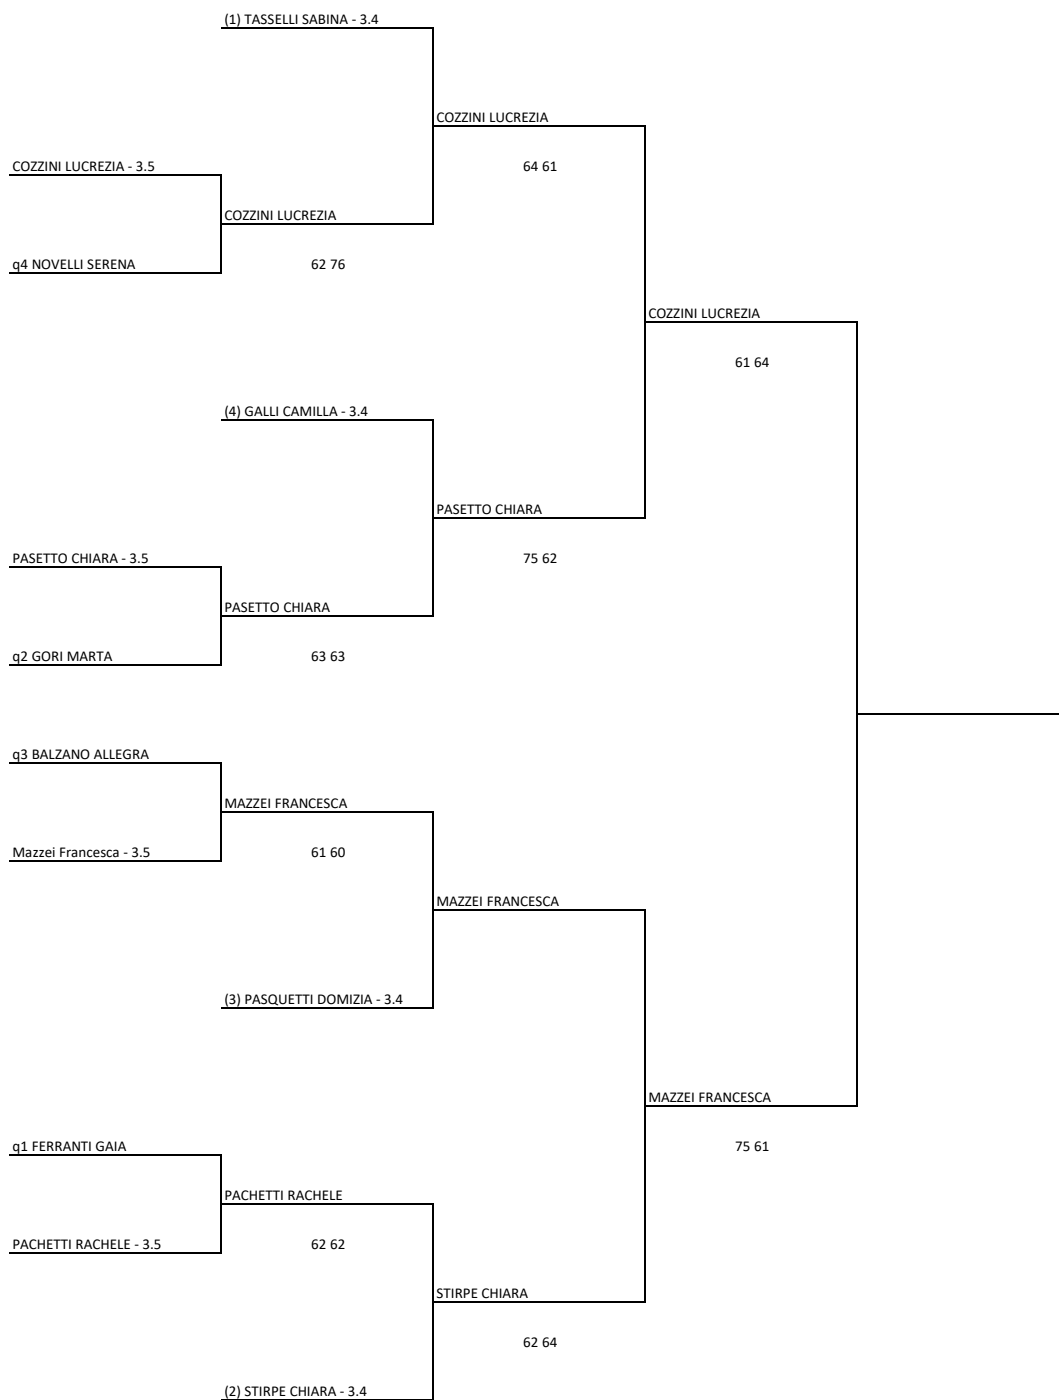 (1) TASSELLI SABINA - 3.4
COZZINI LUCREZIA
COZZINI LUCREZIA - 3.5
64 61
COZZINI LUCREZIA
q4 NOVELLI SERENA
62 76
COZZINI LUCREZIA
61 64
(4) GALLI CAMILLA - 3.4
PASETTO CHIARA
PASETTO CHIARA - 3.5
75 62
PASETTO CHIARA
q2 GORI MARTA
63 63
q3 BALZANO ALLEGRA
MAZZEI FRANCESCA
Mazzei Francesca - 3.5
61 60
MAZZEI FRANCESCA
(3) PASQUETTI DOMIZIA - 3.4
MAZZEI FRANCESCA
q1 FERRANTI GAIA
75 61
PACHETTI RACHELE
PACHETTI RACHELE - 3.5
62 62
STIRPE CHIARA
62 64
(2) STIRPE CHIARA - 3.4